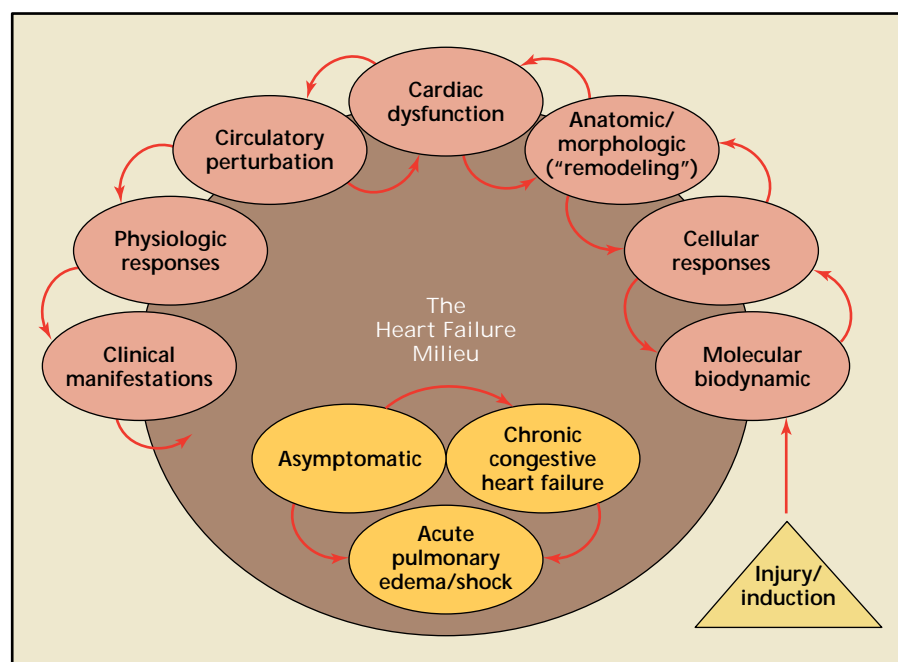 Cardiac
dysfunction
Anatomic/
morphologic
(“remodeling”)
Circulatory
perturbation
Physiologic
responses
Cellular
responses
The
Heart Failure
Milieu
Clinical
manifestations
Molecular
biodynamic
Asymptomatic
Chronic
congestive
heart failure
Acute
pulmonary
edema/shock
Injury/
induction